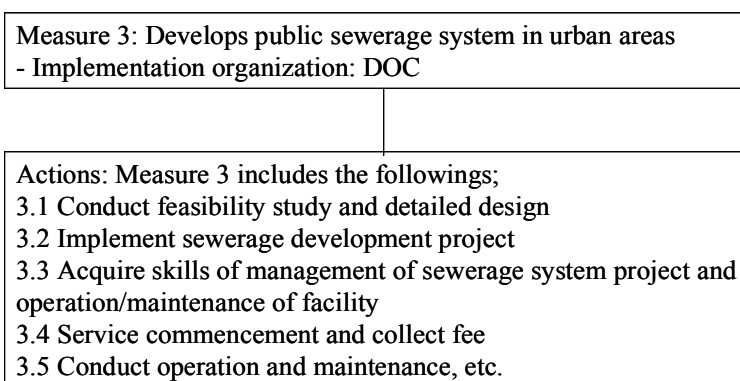 Measure 3: Develops public sewerage system in urban areas
- Implementation organization: DOC
Actions: Measure 3 includes the followings;
3.1 Conduct feasibility study and detailed design
3.2 Implement sewerage development project
3.3 Acquire skills of management of sewerage system project and
operation/maintenance of facility
3.4 Service commencement and collect fee
3.5 Conduct operation and maintenance, etc.